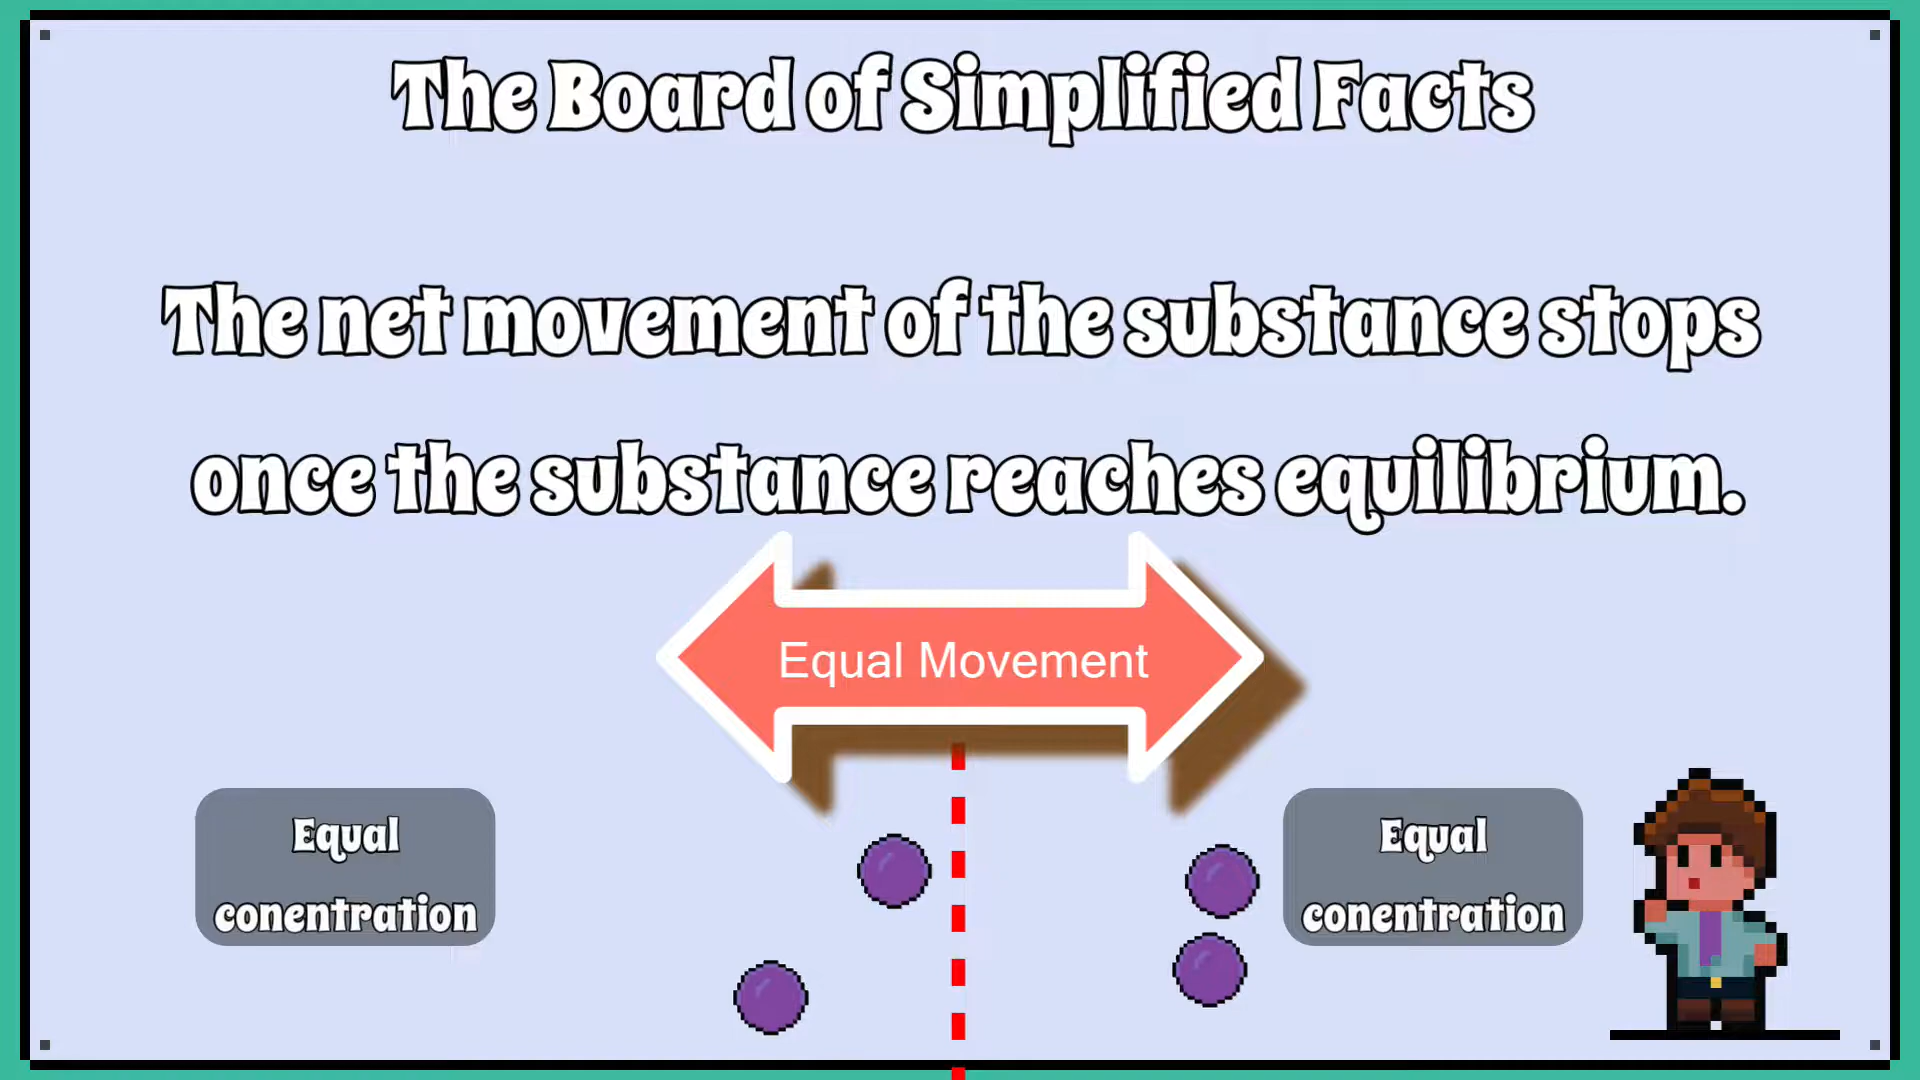 The Board of Simplified Facts
The net movement of the substance stops
once the substance reaches equilibrium.
Equal Movement
Equal
conentration
Equal
conentration